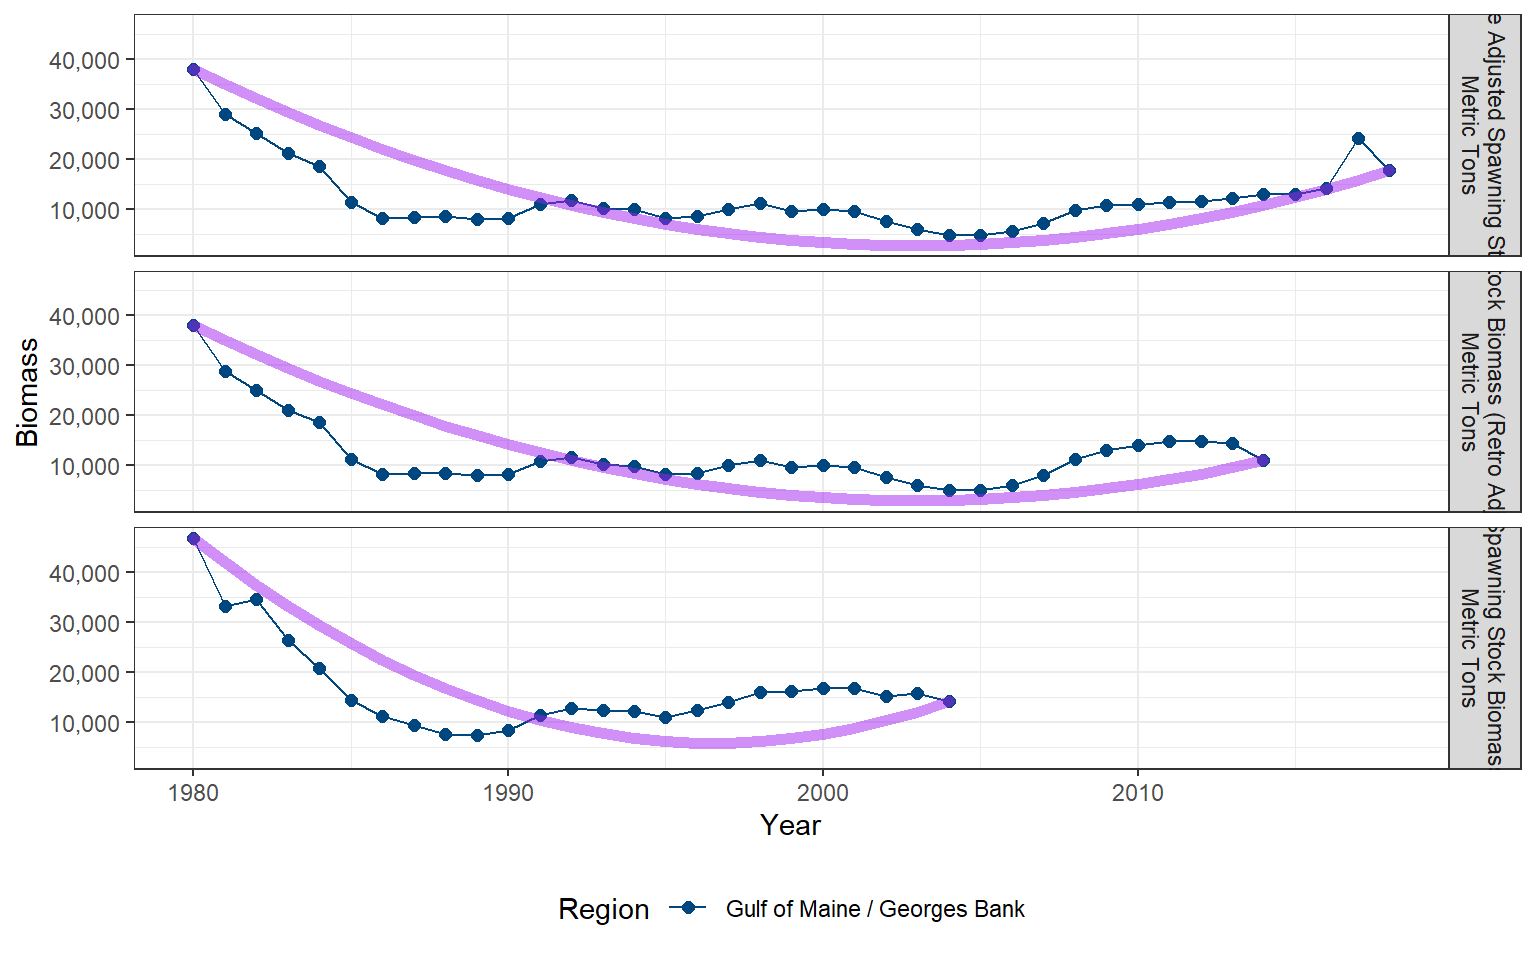 40,000
30,000
20,000
10,000
e Adjusted Spawning St
Metric Tons
40,000
30,000
20,000
10,000
ock Biomass (Retro Ad
Metric Tons
40,000
30,000
20,000
10,000
Spawning Stock Biomas
Metric Tons
Biomass
1980 1990 2000 2010
Year
Region Gulf of Maine / Georges Bank